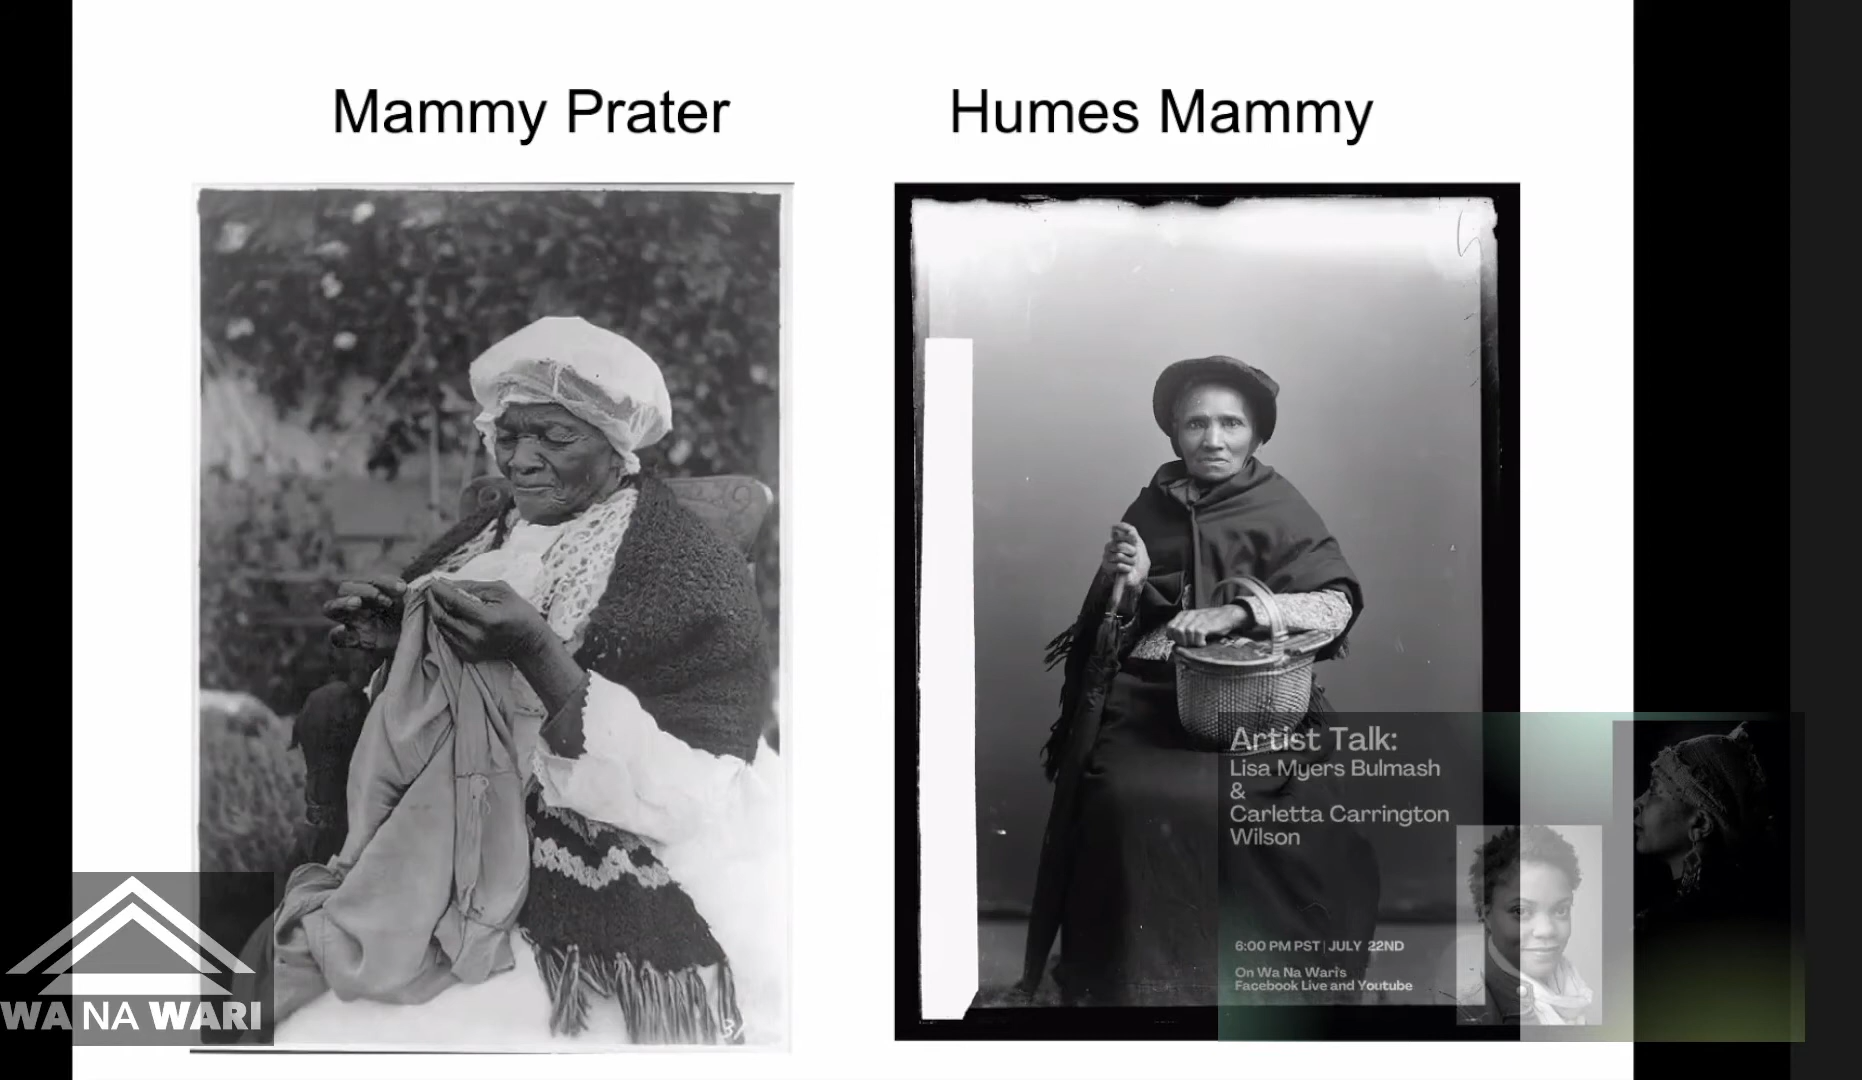 Mammy Prater
Humes Mammy
Artist Talk:
Lisa Myers Bulmash
&
Carletta Carrington
Wilson
6:00 PM PST | JULY 22ND
On Wa Na Wari's
Facebook Live and Youtube
WA NA WARI